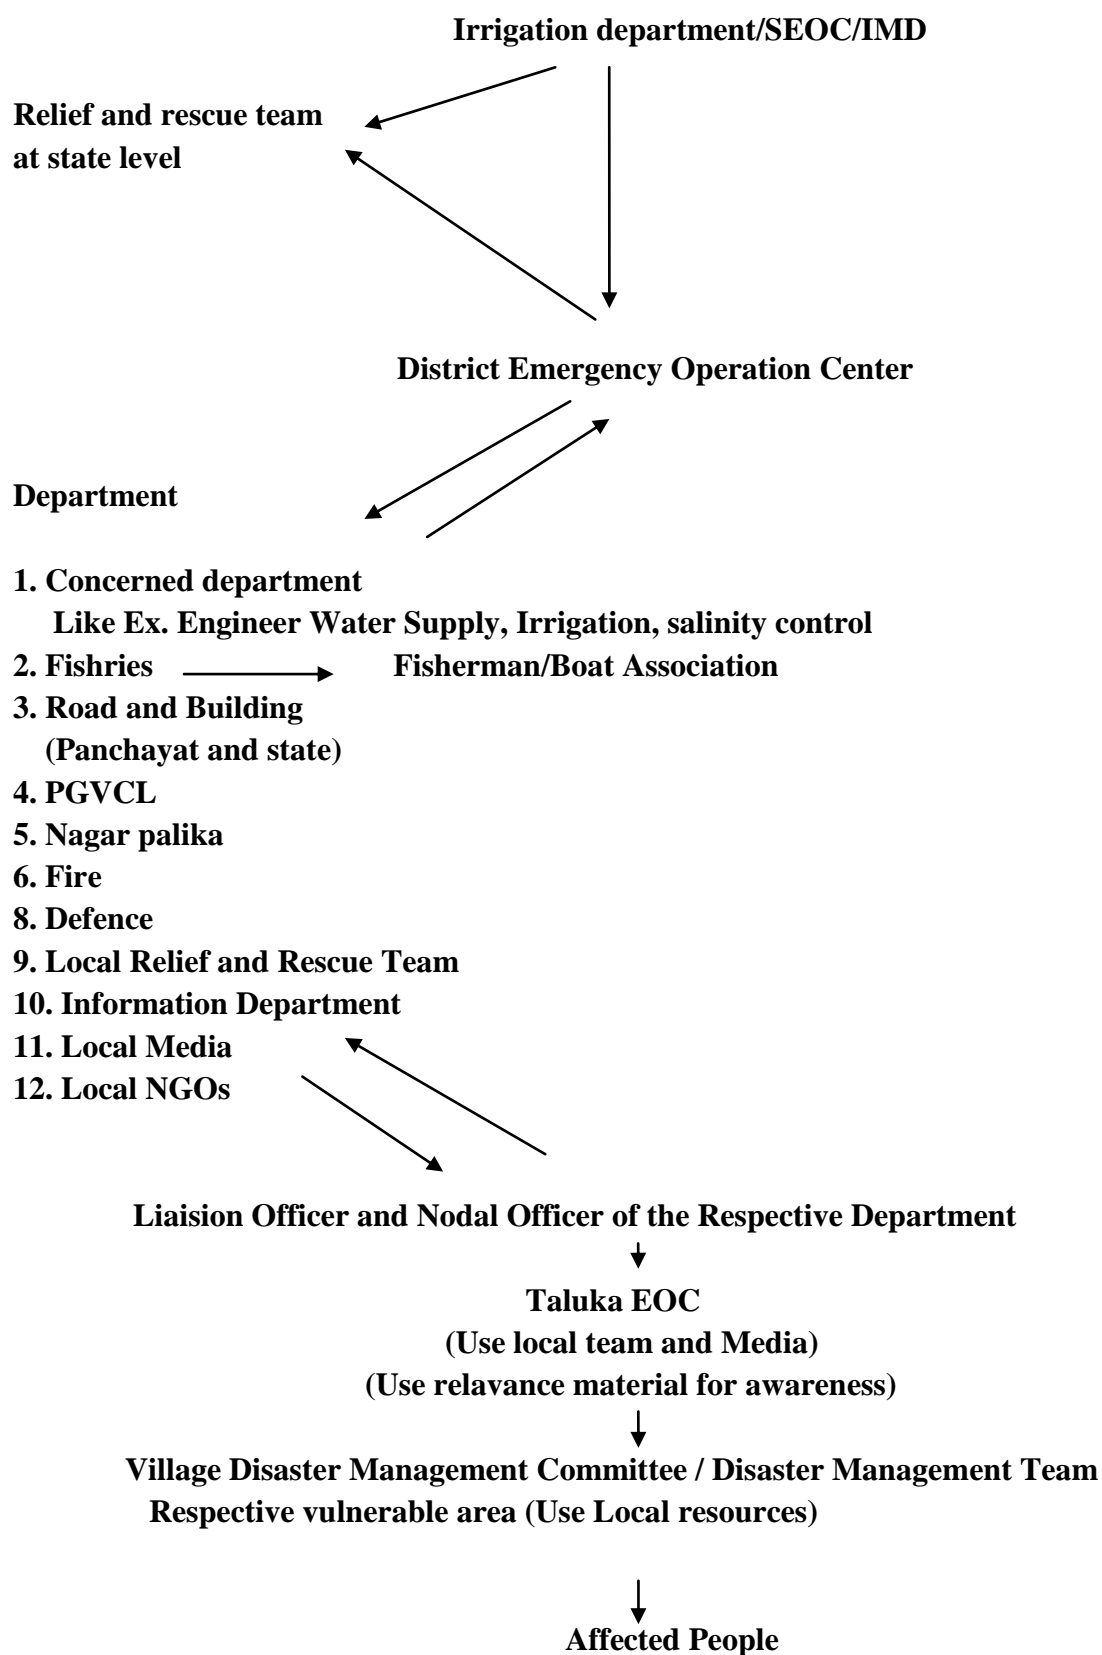 Irrigation department/SEOC/IMD
Relief and rescue team
at state level
District Emergency Operation Center
Department
1. Concerned department
Like Ex. Engineer Water Supply, Irrigation, salinity control
2. Fishries Fisherman/Boat Association
3. Road and Building
(Panchayat and state)
4. PGVCL
5. Nagar palika
6. Fire
8. Defence
9. Local Relief and Rescue Team
10. Information Department
11. Local Media
12. Local NGOs
Liaision Officer and Nodal Officer of the Respective Department
Taluka EOC
(Use local team and Media)
(Use relavance material for awareness)
Village Disaster Management Committee / Disaster Management Team
Respective vulnerable area (Use Local resources)
Affected People